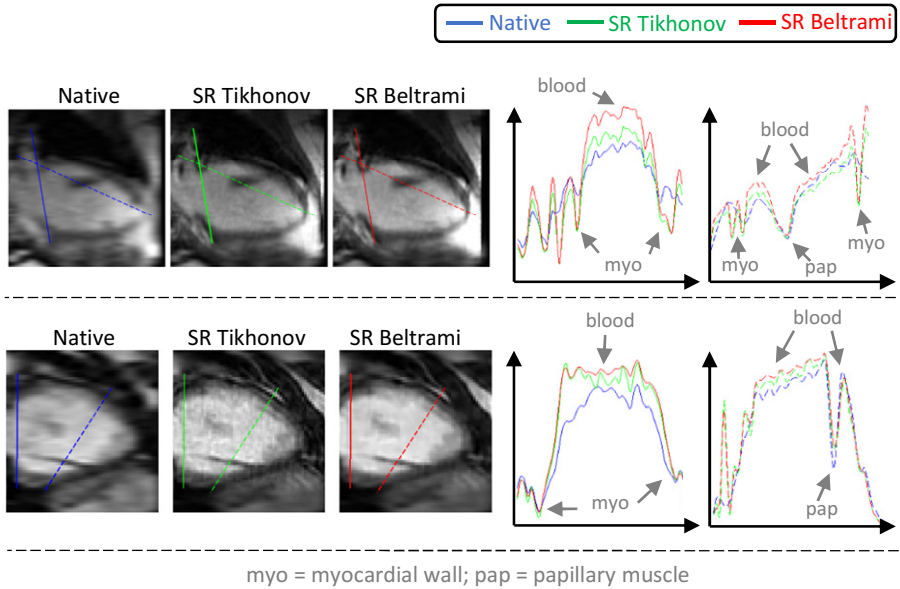 Native SR Tikhonov SR Beltrami
Native SR Tikhonov SR Beltrami
blood
myo
blood
myo
pap
myo
Native SR Tikhonov SR Beltrami
blood
myo
blood
pap
myo = myocardial wall; pap = papillary muscle